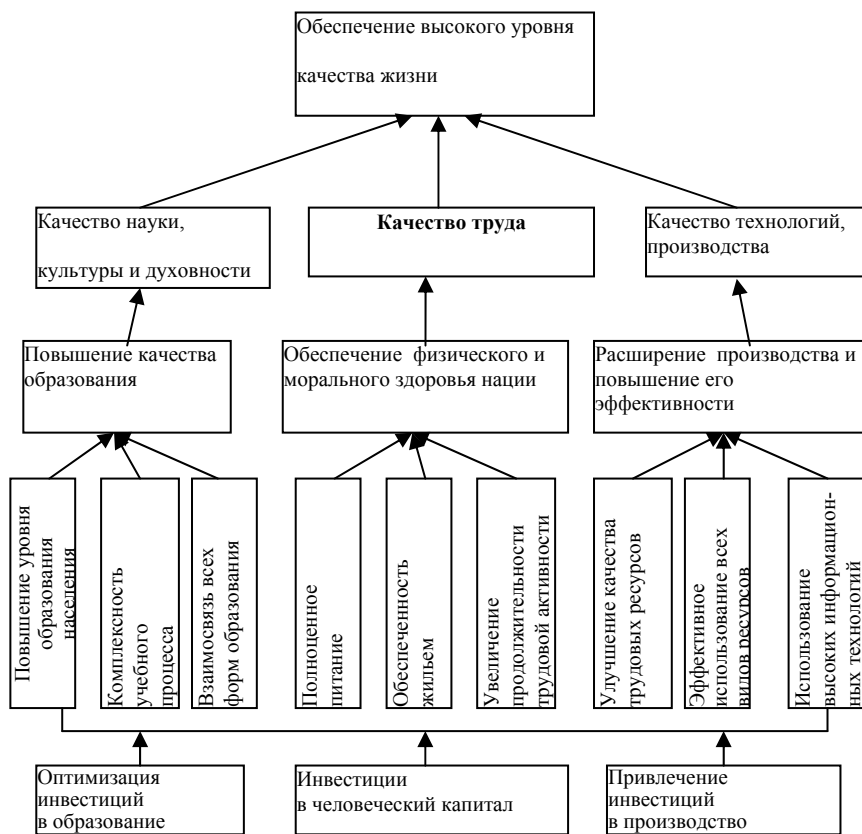 Обеспечение высокого уровня
качества жизни
Качество науки,
культуры и духовности
Качество труда
Качество технологий,
производства
Повышение качества
образования
Обеспечение физического и
морального здоровья нации
Расширение производства и
повышение его
эффективности
Повышение уровня
образования
населения
Комплексность
учебного
процесса
Взаимосвязь всех
форм образования
Полноценное
питание
Обеспеченность
жильем
Увеличение
продолжительности
трудовой активности
Улучшение качества
трудовых ресурсов
Эффективное
использование всех
видов ресурсов
Использование
высоких информацион-
ных технологий
Оптимизация
инвестиций
в образование
Инвестиции
в человеческий капитал
Привлечение
инвестиций
в производство